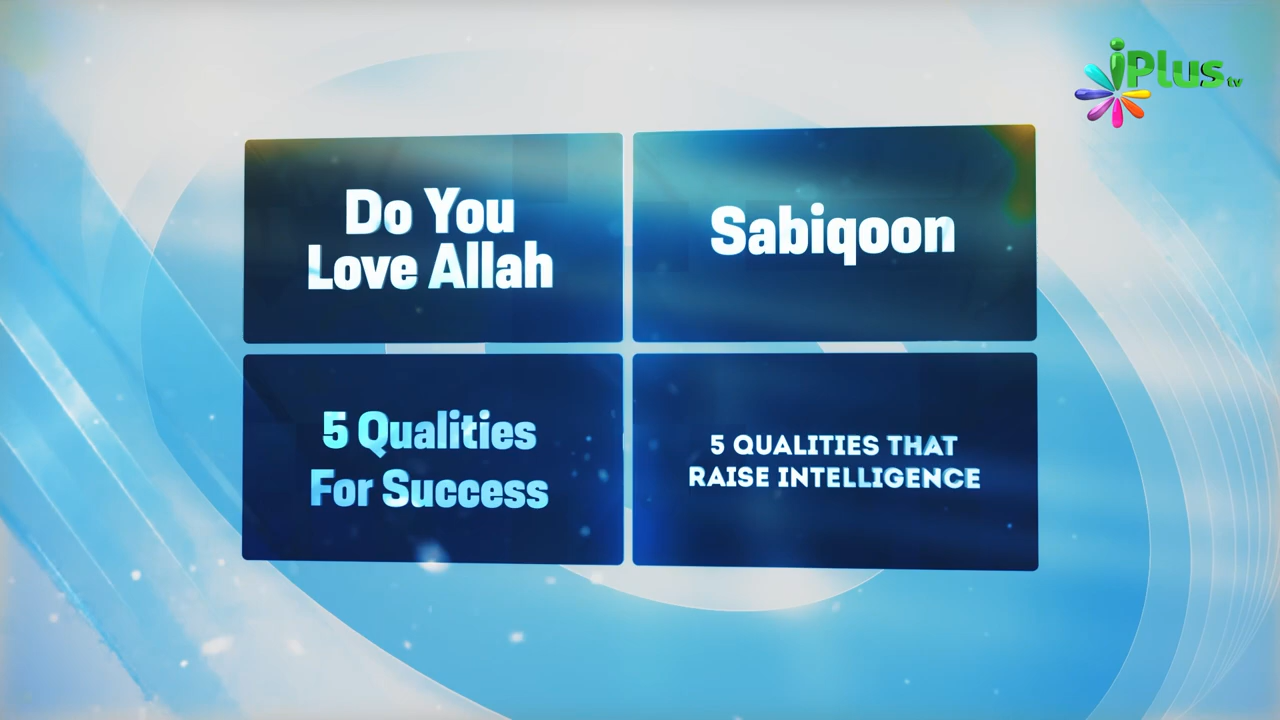 iPlus tv
Do You
Love Allah
Sabiqoon
5 Qualities
For Success
5 QUALITIES THAT
RAISE INTELLIGENCE